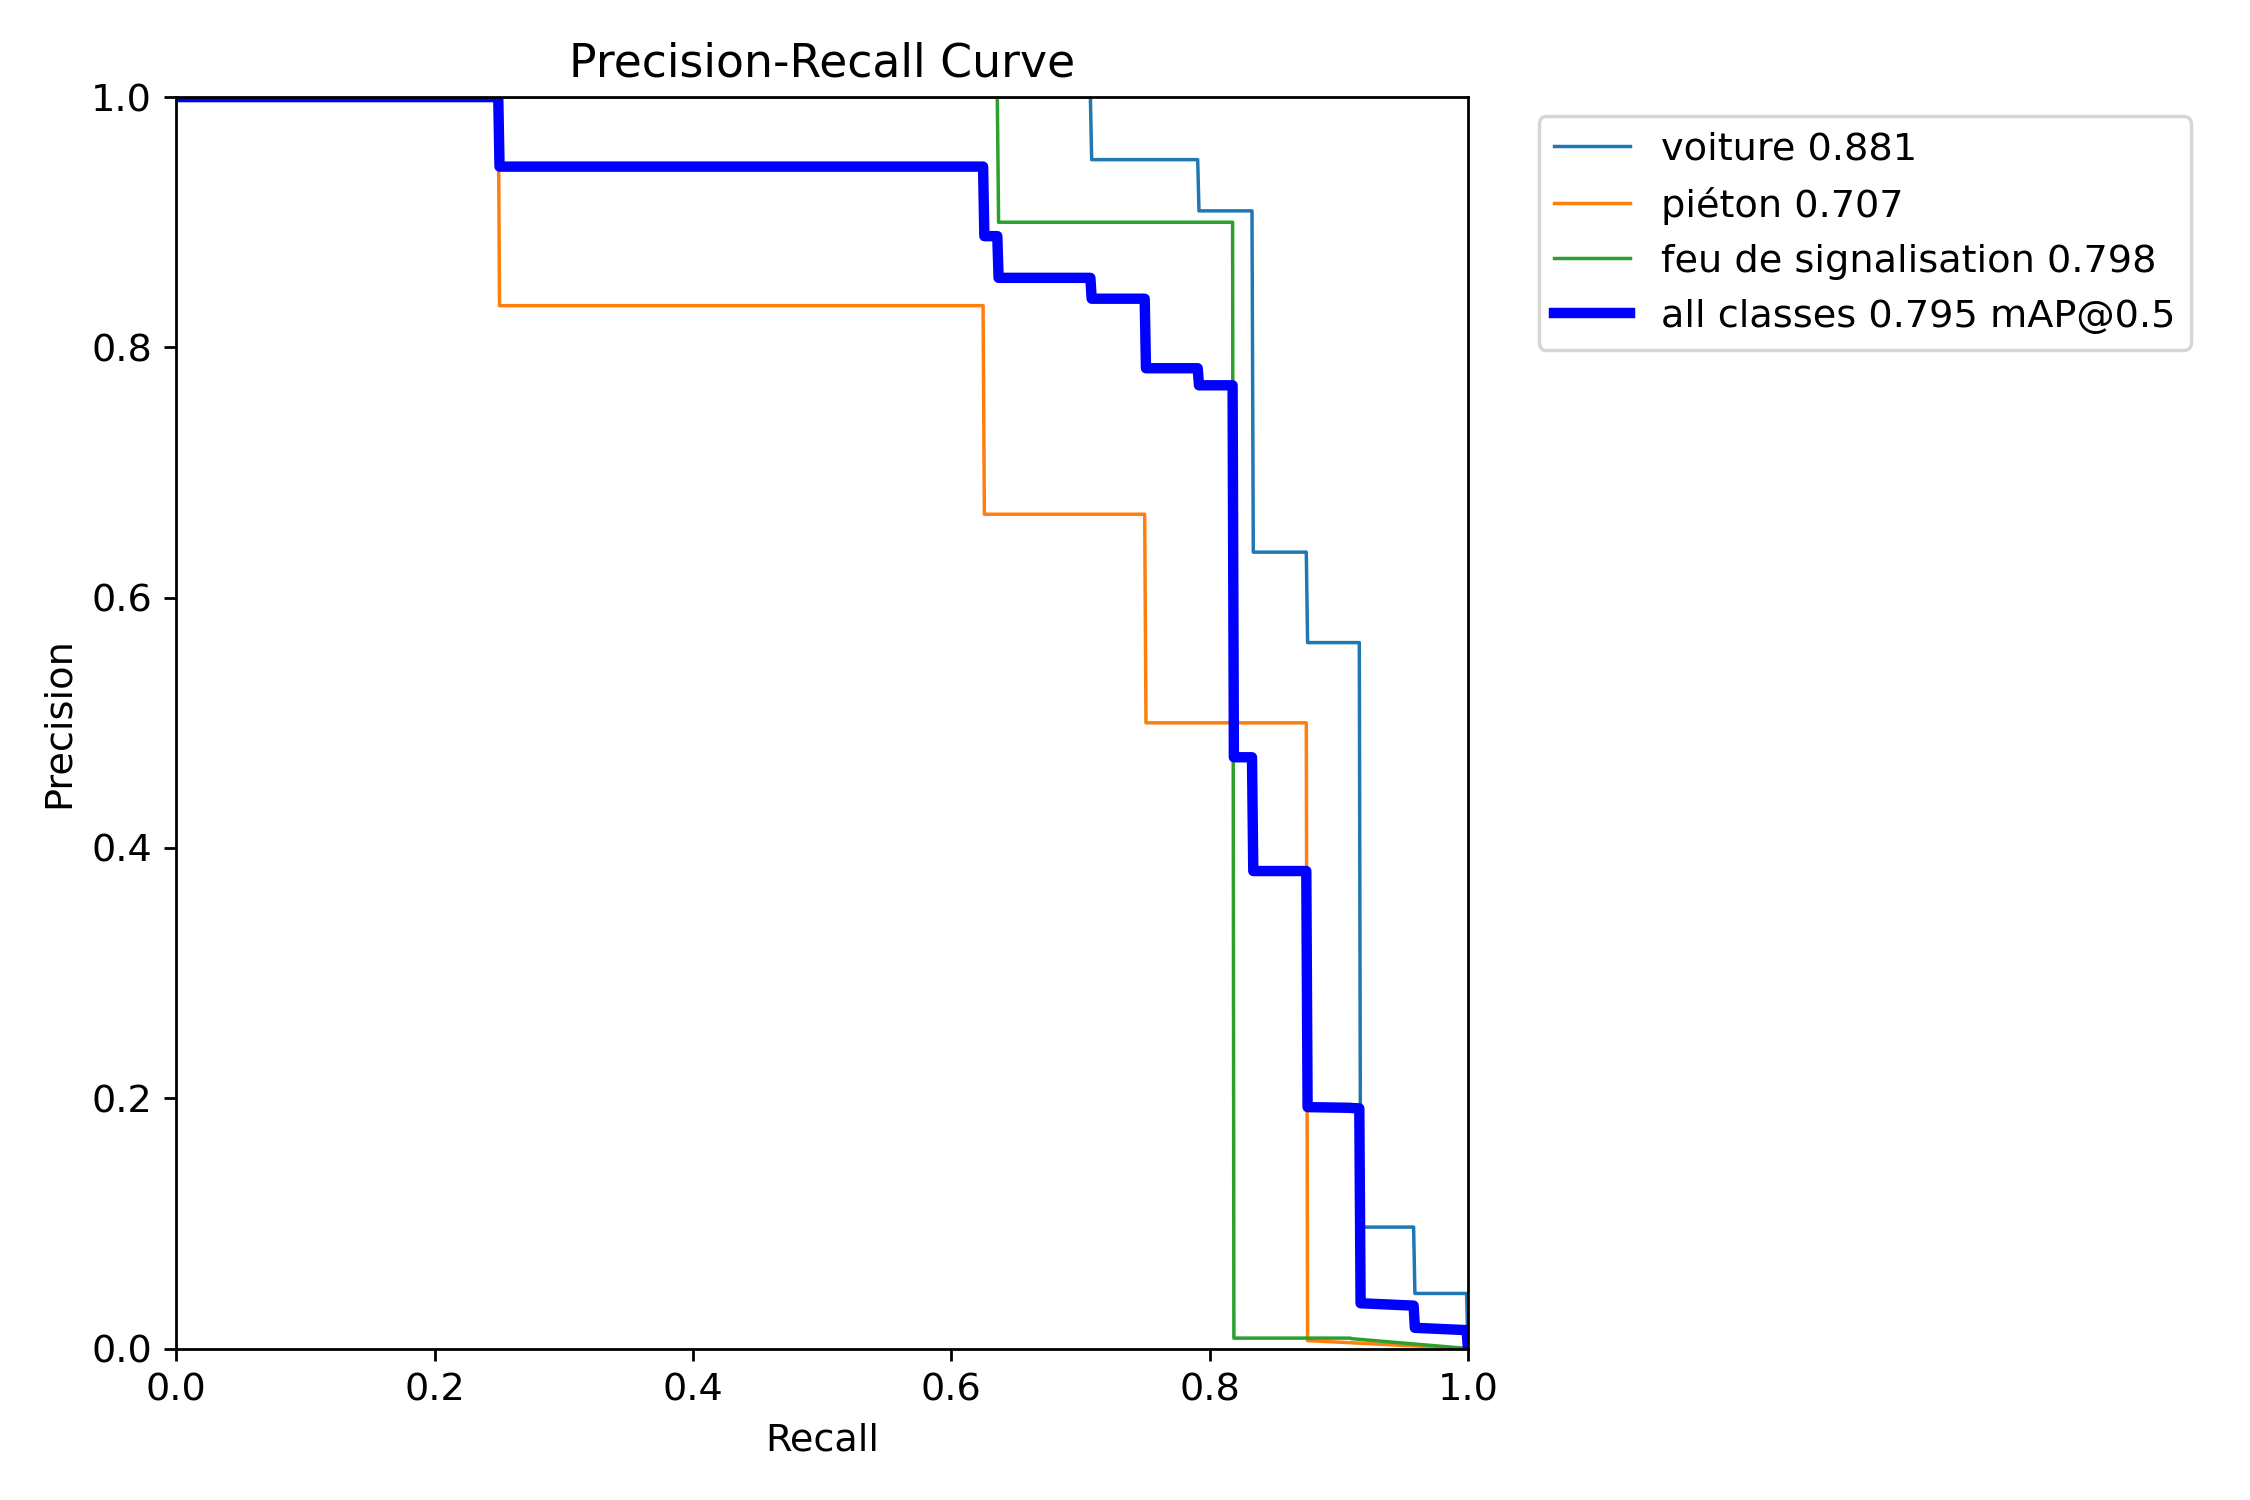 Precision-Recall Curve
1.0
0.8
0.6
0.4
0.2
0.0
Precision
0.0 0.2 0.4 0.6 0.8 1.0
Recall
voiture 0.881
piéton 0.707
feu de signalisation 0.798
all classes 0.795 mAP@0.5